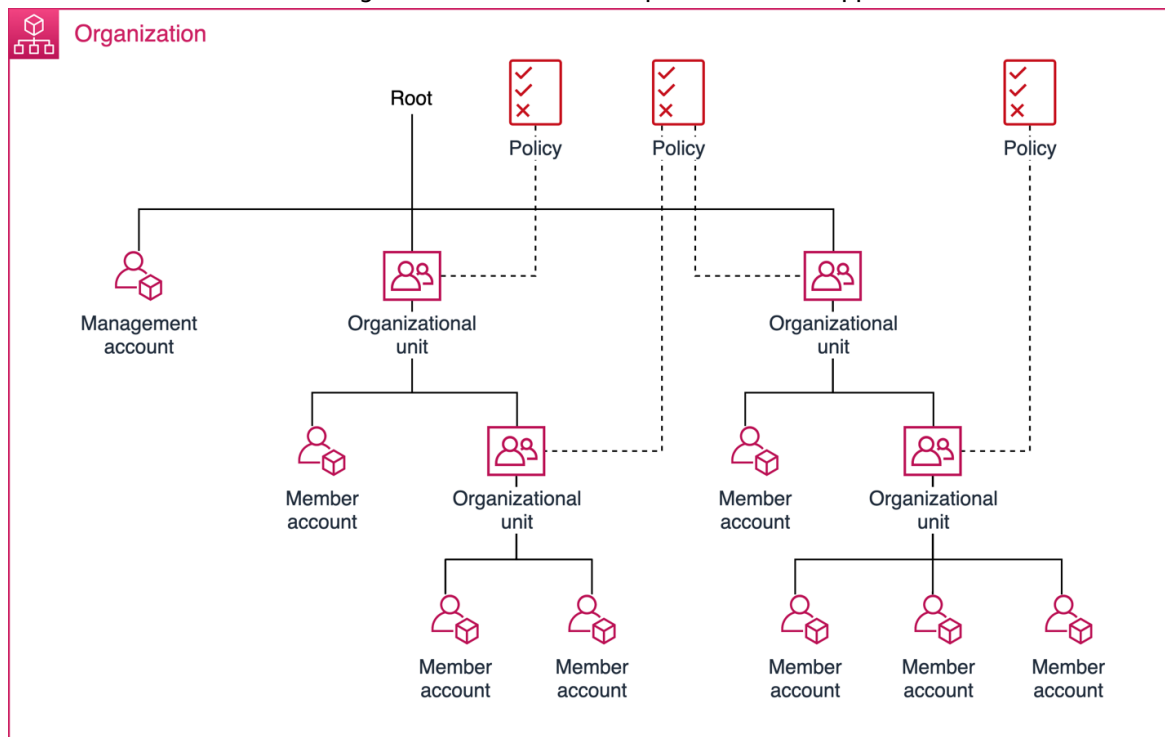 Organization
Root
Policy
Policy
Policy
Management
account
Organizational
unit
Organizational
unit
Member
account
Organizational
unit
Member
account
Organizational
unit
Member
account
Member
account
Member
account
Member
account
Member
account